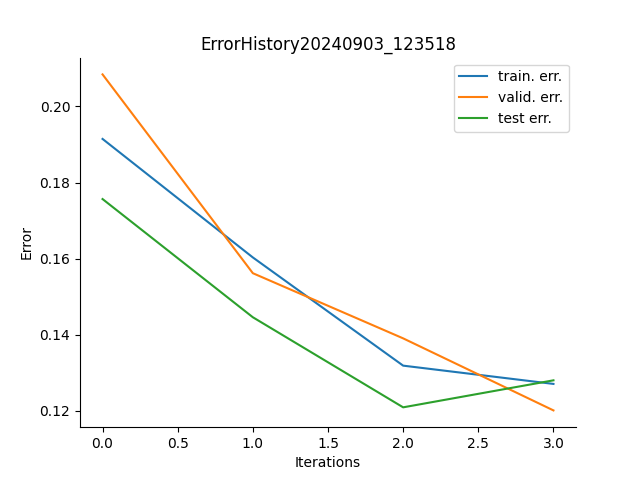 ErrorHistory20240903_123518
train. err.
valid. err.
test err.
Error
0.20
0.18
0.16
0.14
0.12
0.0 0.5 1.0 1.5 2.0 2.5 3.0
Iterations